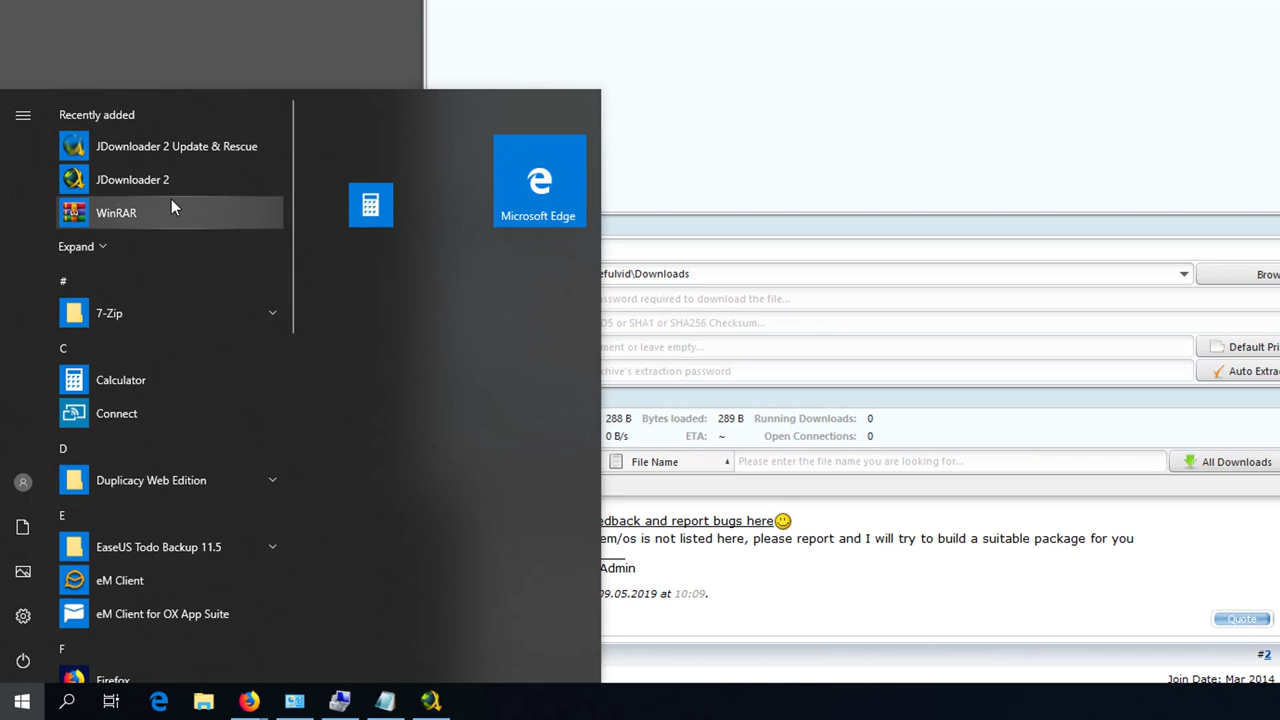 Recently added
JDownloader 2 Update & Rescue
JDownloader 2
WinRAR
Expand
#
7-Zip
C
Calculator
Connect
D
Duplicacy Web Edition
E
EaseUS Todo Backup 11.5
eM Client
eM Client for OX App Suite
F
Firefox
Microsoft Edge
efulvid\Downloads
Brow
assword required to download the file...
D5 or SHA1 or SHA256 Checksum...
ment or leave empty...
Default Pri
chive's extraction password
Auto Extra
288 B Bytes loaded: 289 B Running Downloads: 0
0 B/s ETA: ~ Open Connections: 0
File Name Please enter the file name you are looking for... All Downloads
edback and report bugs here
em/os is not listed here, please report and I will try to build a suitable package for you
Admin
09.05.2019 at 10:09.
Quote
#2
Join Date: Mar 2014